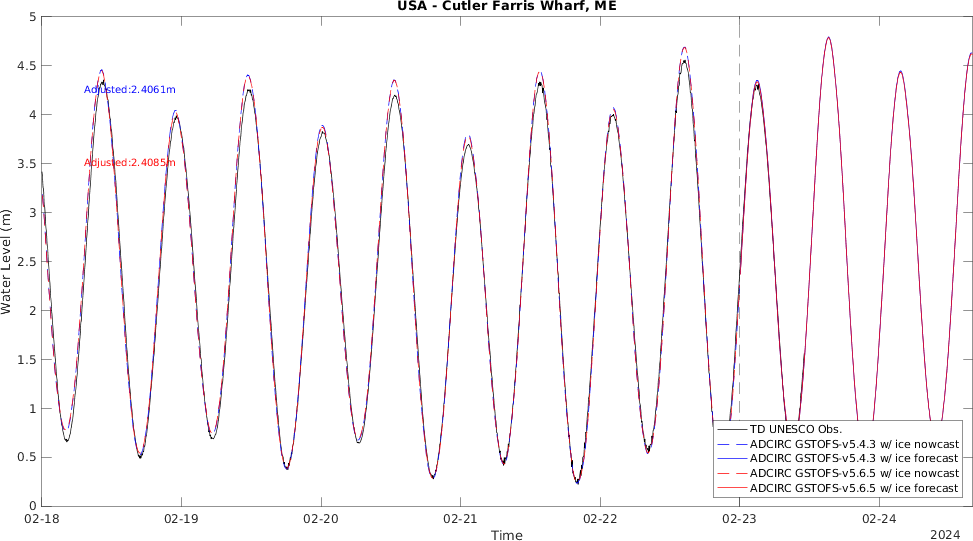 USA - Cutler Farris Wharf, ME
5
4.5
4
3.5
3
2.5
2
1.5
1
0.5
0
Water Level (m)
Adjusted:2.4061m
Adjusted:2.4085m
TD UNESCO Obs.
ADCIRC GSTOFS-v5.4.3 w/ ice nowcast
ADCIRC GSTOFS-v5.4.3 w/ ice forecast
ADCIRC GSTOFS-v5.6.5 w/ ice nowcast
ADCIRC GSTOFS-v5.6.5 w/ ice forecast
02-18 02-19 02-20 02-21 02-22 02-23 02-24
Time
2024